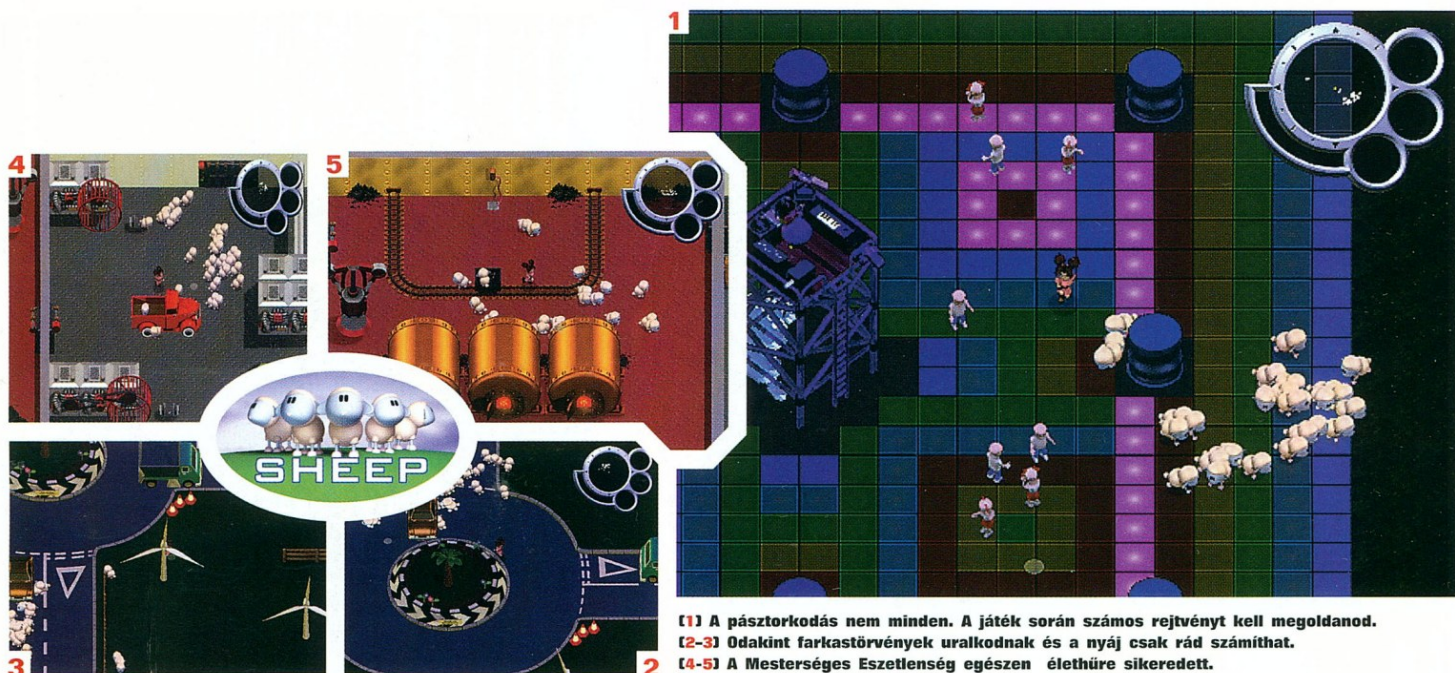 1
4
5
SHEEP
3
2
(1) A pásztorkodás nem minden. A játék során számos rejtvényt kell megoldanod.
(2-3) Odakint farkastörvények uralkodnak és a nyáj csak rád számíthat.
(4-5) A Mesterséges Eszetlenség egészen élethűre sikeredett.